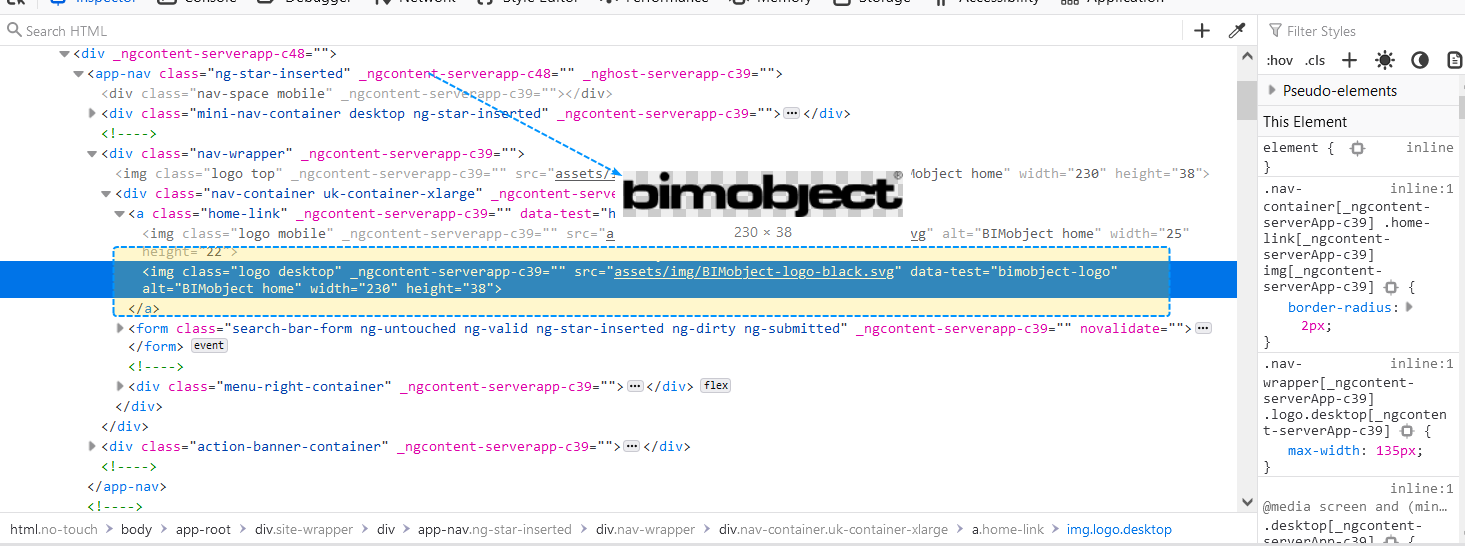 Inspector Console Debugger Network Style Editor Performance Memory Storage Accessibility Application
Search HTML
<div _ngcontent-serverapp-c48="">
<app-nav class="ng-star-inserted" _ngcontent-serverapp-c48="" _nghost-serverapp-c39="">
<div class="nav-space mobile" _ngcontent-serverapp-c39=""></div>
<div class="mini-nav-container desktop ng-star-inserted" _ngcontent-serverapp-c39="">…</div>
<!---->
<div class="nav-wrapper" _ngcontent-serverapp-c39="">
<img class="logo top" _ngcontent-serverapp-c39="" src="assets/ Mobject home" width="230" height="38">
<div class="nav-container uk-container-xlarge" _ngcontent-serve
bimobject®
<a class="home-link" _ngcontent-serverapp-c39="" data-test="h
<img class="logo mobile" _ngcontent-serverapp-c39="" src="a vg" alt="BIMobject home" width="25"
230 × 38
height="22">
<img class="logo desktop" _ngcontent-serverapp-c39="" src="assets/img/BIMobject-logo-black.svg" data-test="bimobject-logo"
alt="BIMobject home" width="230" height="38">
</a>
<form class="search-bar-form ng-untouched ng-valid ng-star-inserted ng-dirty ng-submitted" _ngcontent-serverapp-c39="" novalidate="">…
</form> event
<!---->
<div class="menu-right-container" _ngcontent-serverapp-c39="">…</div> flex
</div>
</div>
<div class="action-banner-container" _ngcontent-serverapp-c39="">…</div>
<!---->
</app-nav>
<!---->
html.no-touch > body > app-root > div.site-wrapper > div > app-nav.ng-star-inserted > div.nav-wrapper > div.nav-container.uk-container-xlarge > a.home-link > img.logo.desktop
Filter Styles
:hov .cls +
Pseudo-elements
This Element
element { inline
}
.nav- inline:1
container[_ngcontent-
serverApp-c39] .home-
link[_ngcontent-
serverApp-c39]
img[_ngcontent-
serverApp-c39] {
border-radius:
2px;
}
.nav- inline:1
wrapper[_ngcontent-
serverApp-c39]
.logo.desktop[_ngconten
t-serverApp-c39] {
max-width: 135px;
}
inline:1
@media screen and (min…
.desktop[_ngcontent-
serverApp-c39] {